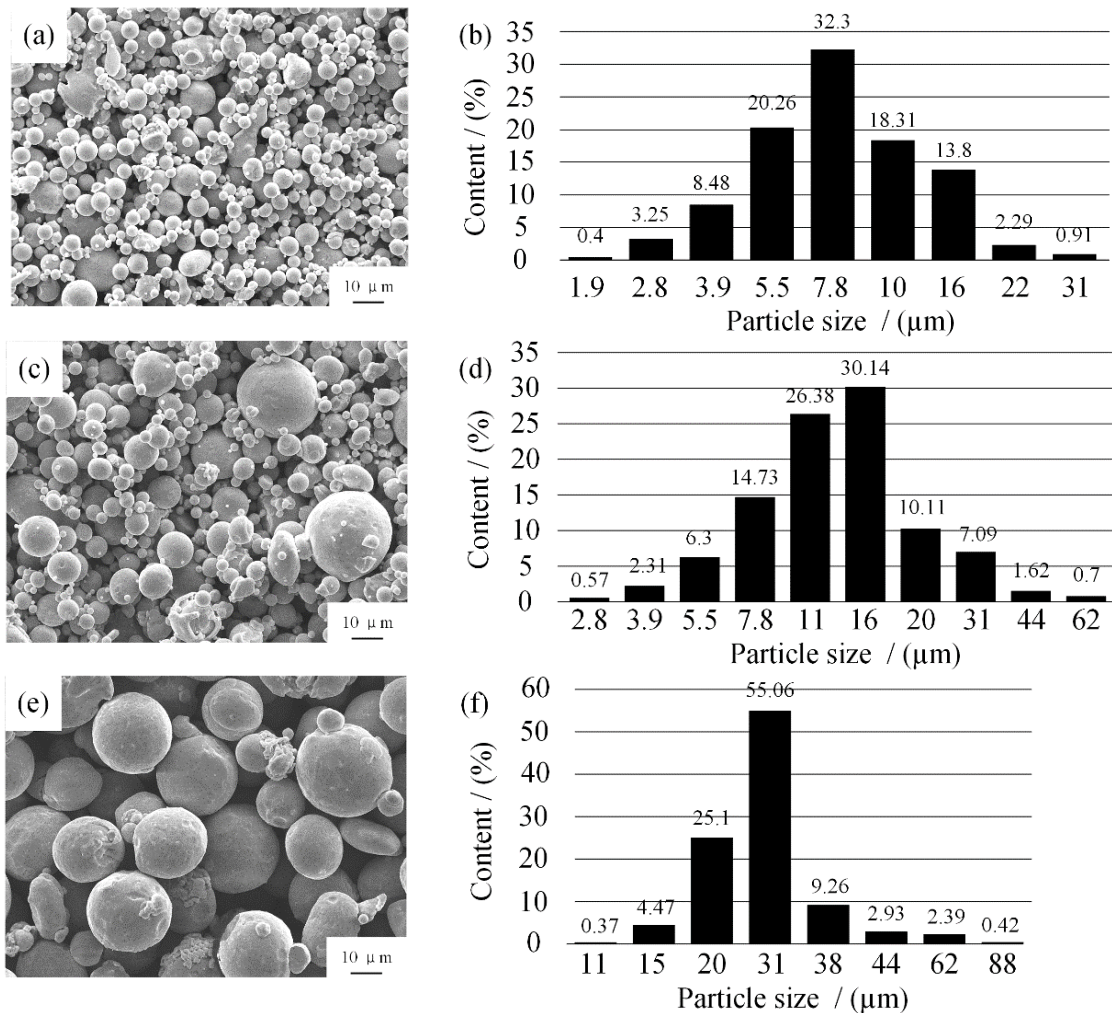 (a)
10 μm
(b)
Content / (%)
35
30
25
20
15
10
5
0
0.4
3.25
8.48
20.26
32.3
18.31
13.8
2.29
0.91
1.9 2.8 3.9 5.5 7.8 10 16 22 31
Particle size / (μm)
(c)
10 μm
(d)
Content / (%)
35
30
25
20
15
10
5
0
0.57
2.31
6.3
14.73
26.38
30.14
10.11
7.09
1.62
0.7
2.8 3.9 5.5 7.8 11 16 20 31 44 62
Particle size / (μm)
(e)
10 μm
(f)
Content / (%)
60
50
40
30
20
10
0
0.37
4.47
25.1
55.06
9.26
2.93
2.39
0.42
11 15 20 31 38 44 62 88
Particle size / (μm)